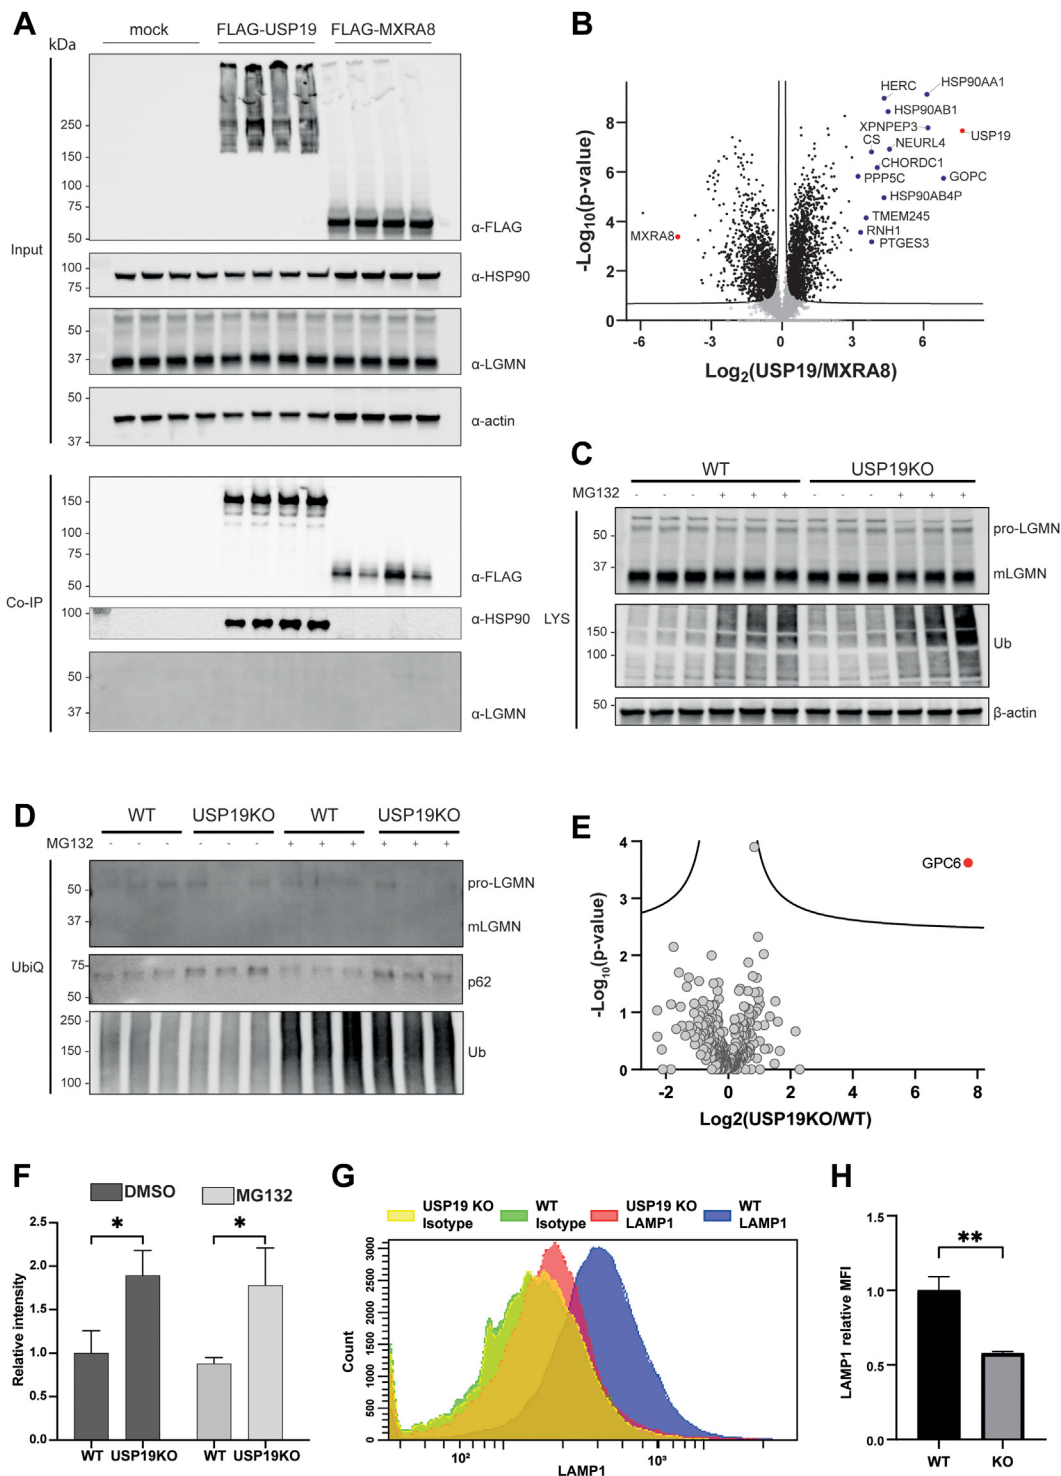 A
mock
FLAG-USP19
FLAG-MXRA8
kDa
250
150
100
75
50
α-FLAG
Input
100
75
α-HSP90
50
37
α-LGMN
50
37
α-actin
150
100
75
50
α-FLAG
Co-IP
100
α-HSP90
50
37
α-LGMN
B
-Log10(p-value)
8
6
4
2
0
-6
-3
0
3
6
Log2(USP19/MXRA8)
HERC
HSP90AA1
HSP90AB1
XPNPEP3
USP19
CS
NEURL4
CHORDC1
PPP5C
GOPC
HSP90AB4P
TMEM245
RNH1
PTGES3
MXRA8
C
WT
USP19KO
MG132
- - - + + + - - - + + +
50
pro-LGMN
37
mLGMN
LYS
150
100
Ub
50
β-actin
D
WT
USP19KO
WT
USP19KO
MG132
- - - - - - + + + + + +
50
pro-LGMN
37
mLGMN
UbiQ
75
50
p62
250
150
100
Ub
E
-Log10(p-value)
4
3
2
1
0
-2
0
2
4
6
8
Log2(USP19KO/WT)
GPC6
F
DMSO
MG132
Relative intensity
2.5
2.0
1.5
1.0
0.5
0.0
*
*
WT
USP19KO
WT
USP19KO
G
USP19 KO
Isotype
WT
Isotype
USP19 KO
LAMP1
WT
LAMP1
Count
3000
2500
2000
1500
1000
500
0
10²
10³
LAMP1
H
LAMP1 relative MFI
1.5
1.0
0.5
0.0
**
WT
KO